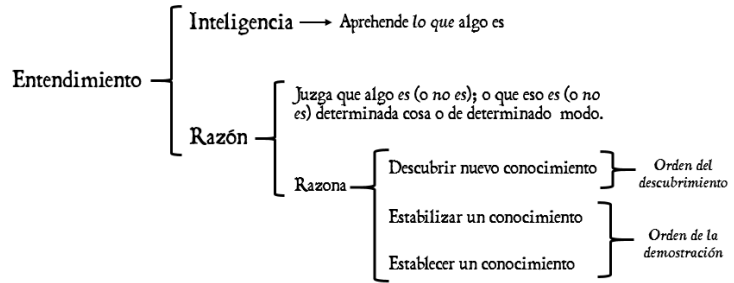 Inteligencia
Aprehende lo que algo es
Entendimiento
Razón
Juzga que algo es (o no es); o que eso es (o no
es) determinada cosa o de determinado modo.
Razona
Descubrir nuevo conocimiento
Orden del
descubrimiento
Estabilizar un conocimiento
Establecer un conocimiento
Orden de la
demostración